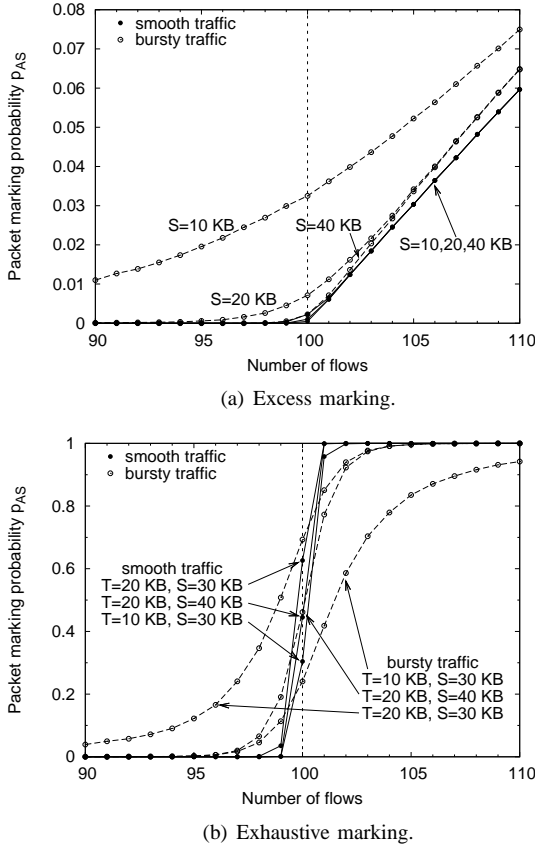 0.08
0.07
0.06
0.05
0.04
0.03
0.02
0.01
0
Packet marking probability pAS
smooth traffic
bursty traffic
S=10 KB
S=40 KB
S=10,20,40 KB
S=20 KB
90
95
100
105
110
Number of flows
(a) Excess marking.
1
0.8
0.6
0.4
0.2
0
Packet marking probability pAS
smooth traffic
bursty traffic
smooth traffic
T=20 KB, S=30 KB
T=20 KB, S=40 KB
T=10 KB, S=30 KB
bursty traffic
T=10 KB, S=30 KB
T=20 KB, S=40 KB
T=20 KB, S=30 KB
90
95
100
105
110
Number of flows
(b) Exhaustive marking.